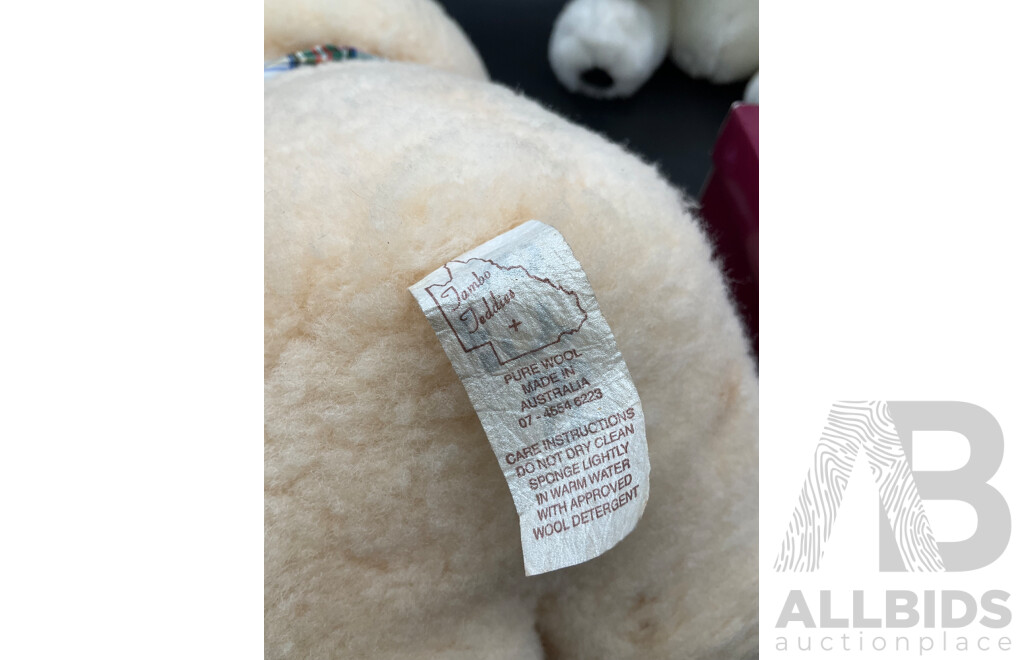 Tambo
Teddies
PURE WOOL
MADE IN
AUSTRALIA
07 - 4654 6223
CARE INSTRUCTIONS
DO NOT DRY CLEAN
SPONGE LIGHTLY
IN WARM WATER
WITH APPROVED
WOOL DETERGENT
AB
ALLBIDS
auctionplace